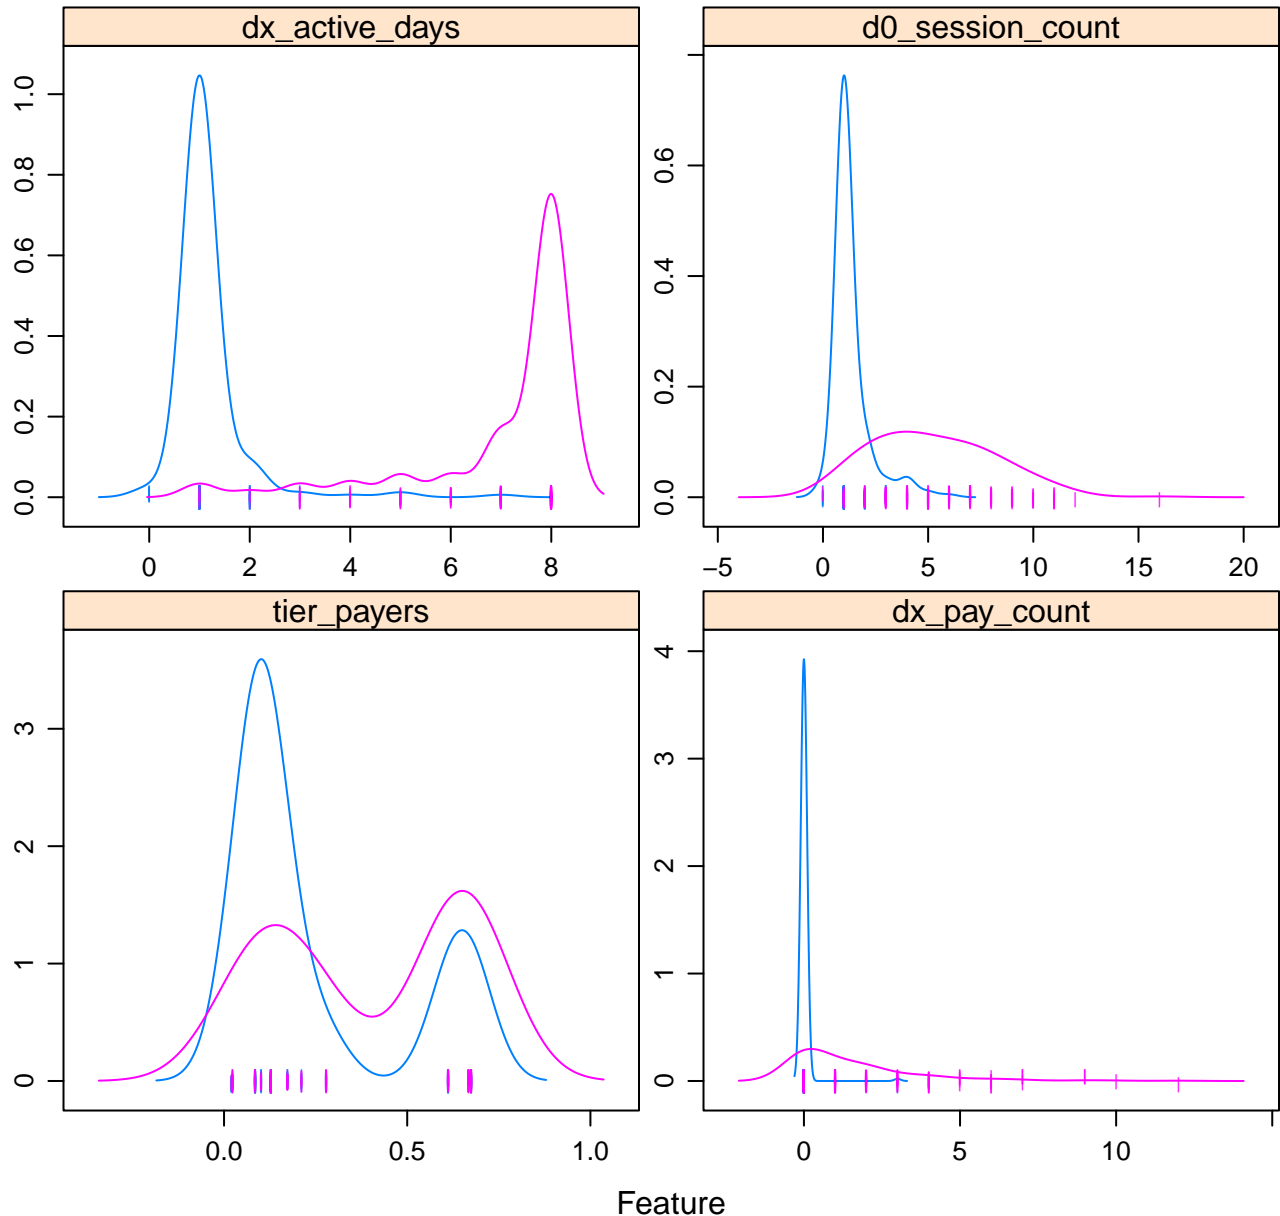 dx_active_days
d0_session_count
0.0 0.2 0.4 0.6 0.8 1.0
0.0 0.2 0.4 0.6
0 2 4 6 8
−5 0 5 10 15 20
tier_payers
dx_pay_count
0 1 2 3
0 1 2 3 4
0.0 0.5 1.0
0 5 10
Feature